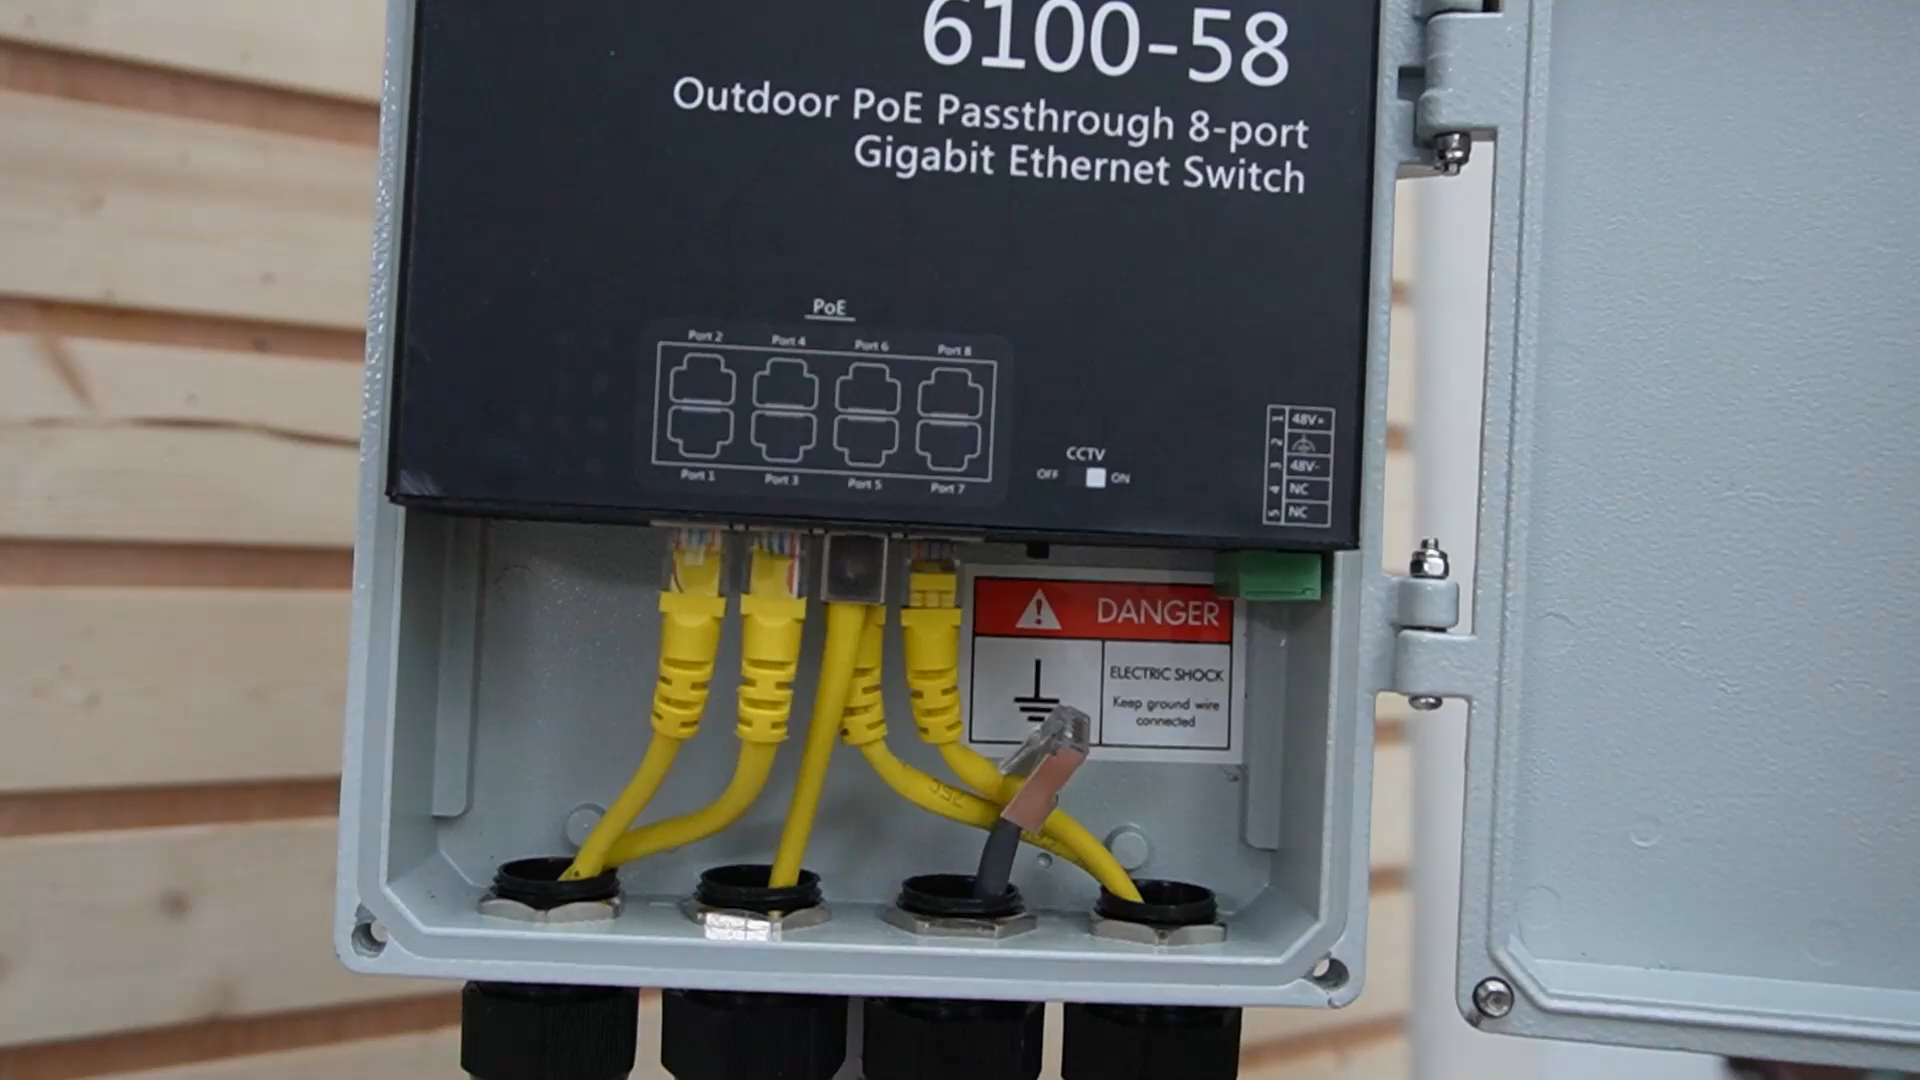 6100-58
Outdoor PoE Passthrough 8-port
Gigabit Ethernet Switch
PoE
Port 2 Port 4 Port 6 Port 8
Port 1 Port 3 Port 5 Port 7
CCTV
OFF ON
1 48V+
2
3 48V-
4 NC
5 NC
DANGER
ELECTRIC SHOCK
Keep ground wire
connected